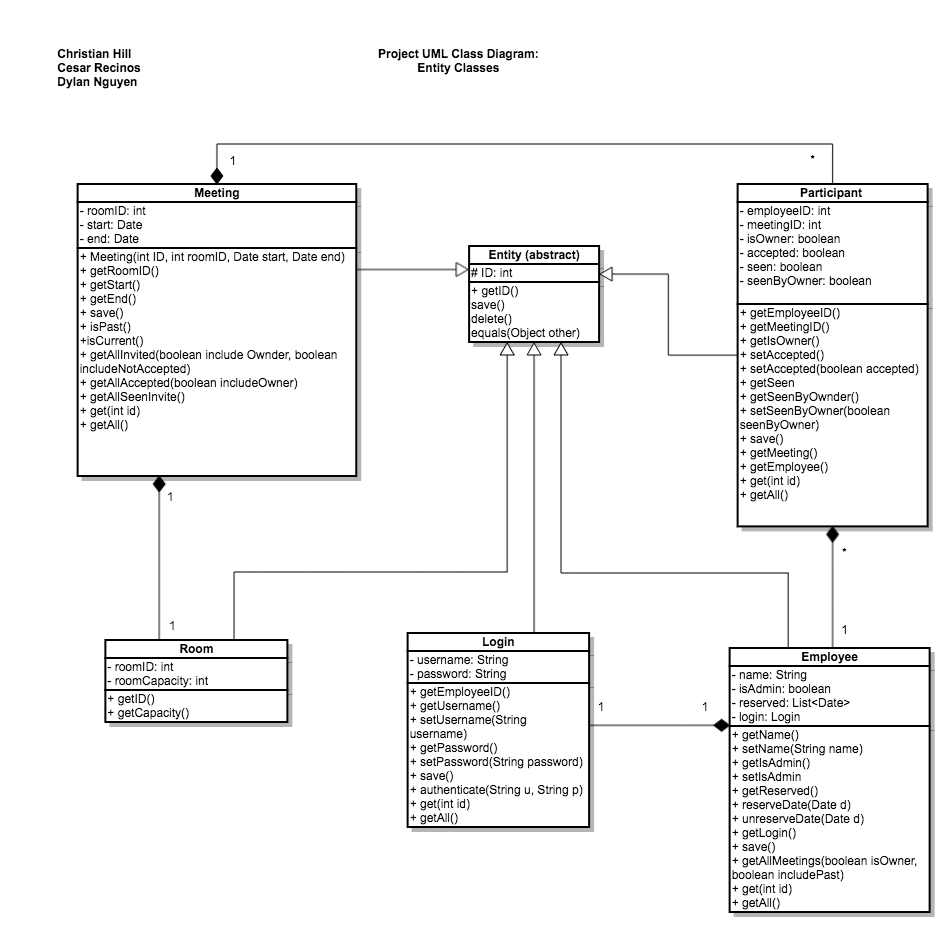 Christian Hill
Cesar Recinos
Dylan Nguyen
Project UML Class Diagram:
Entity Classes
1
*
Meeting
- roomID: int
- start: Date
- end: Date
+ Meeting(int ID, int roomID, Date start, Date end)
+ getRoomID()
+ getStart()
+ getEnd()
+ save()
+ isPast()
+isCurrent()
+ getAllInvited(boolean include Ownder, boolean
includeNotAccepted)
+ getAllAccepted(boolean includeOwner)
+ getAllSeenInvite()
+ get(int id)
+ getAll()
Entity (abstract)
# ID: int
+ getID()
save()
delete()
equals(Object other)
Participant
- employeeID: int
- meetingID: int
- isOwner: boolean
- accepted: boolean
- seen: boolean
- seenByOwner: boolean
+ getEmployeeID()
+ getMeetingID()
+ getIsOwner()
+ setAccepted()
+ setAccepted(boolean accepted)
+ getSeen
+ getSeenByOwnder()
+ setSeenByOwner(boolean
seenByOwner)
+ save()
+ getMeeting()
+ getEmployee()
+ get(int id)
+ getAll()
1
*
1
1
Room
- roomID: int
- roomCapacity: int
+ getID()
+ getCapacity()
Login
- username: String
- password: String
+ getEmployeeID()
+ getUsername()
+ setUsername(String
username)
+ getPassword()
+ setPassword(String password)
+ save()
+ authenticate(String u, String p)
+ get(int id)
+ getAll()
1
1
Employee
- name: String
- isAdmin: boolean
- reserved: List<Date>
- login: Login
+ getName()
+ setName(String name)
+ getIsAdmin()
+ setIsAdmin
+ getReserved()
+ reserveDate(Date d)
+ unreserveDate(Date d)
+ getLogin()
+ save()
+ getAllMeetings(boolean isOwner,
boolean includePast)
+ get(int id)
+ getAll()